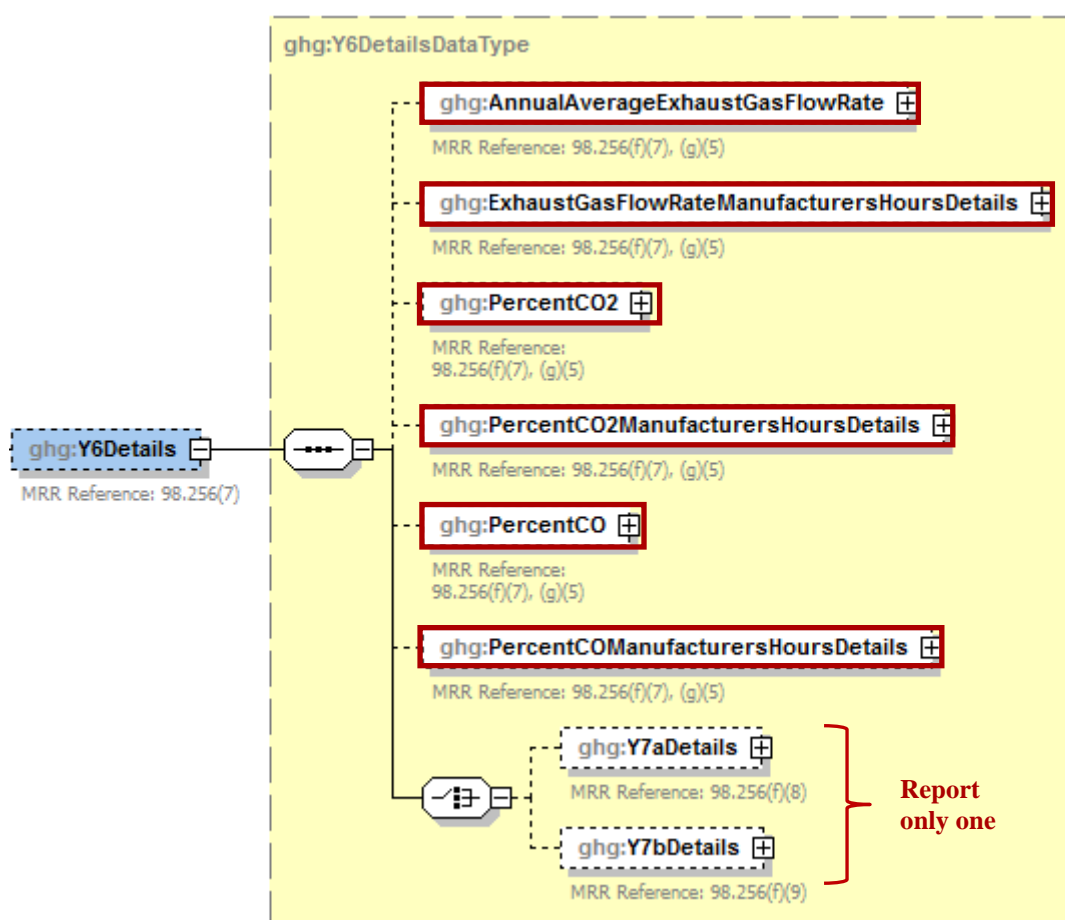 ghg:Y6DetailsDataType
ghg:AnnualAverageExhaustGasFlowRate
MRR Reference: 98.256(f)(7), (g)(5)
ghg:ExhaustGasFlowRateManufacturersHoursDetails
MRR Reference: 98.256(f)(7), (g)(5)
ghg:PercentCO2
MRR Reference:
98.256(f)(7), (g)(5)
ghg:PercentCO2ManufacturersHoursDetails
MRR Reference: 98.256(f)(7), (g)(5)
ghg:Y6Details
MRR Reference: 98.256(7)
ghg:PercentCO
MRR Reference:
98.256(f)(7), (g)(5)
ghg:PercentCOManufacturersHoursDetails
MRR Reference: 98.256(f)(7), (g)(5)
ghg:Y7aDetails
MRR Reference: 98.256(f)(8)
ghg:Y7bDetails
MRR Reference: 98.256(f)(9)
Report
only one